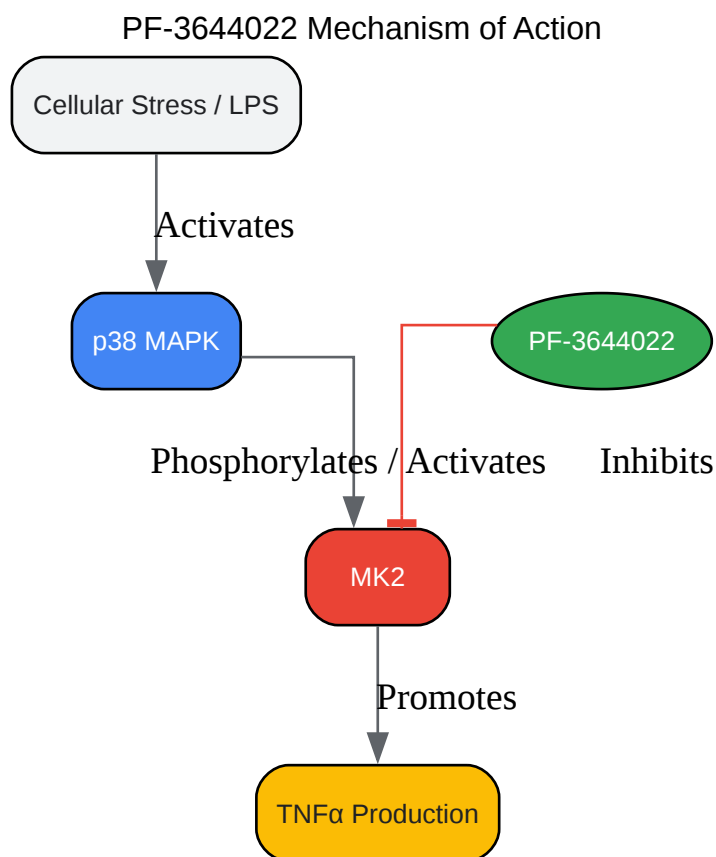 PF-3644022 Mechanism of Action
Cellular Stress / LPS
Activates
p38 MAPK
PF-3644022
Phosphorylates / Activates
Inhibits
MK2
Promotes
TNFα Production